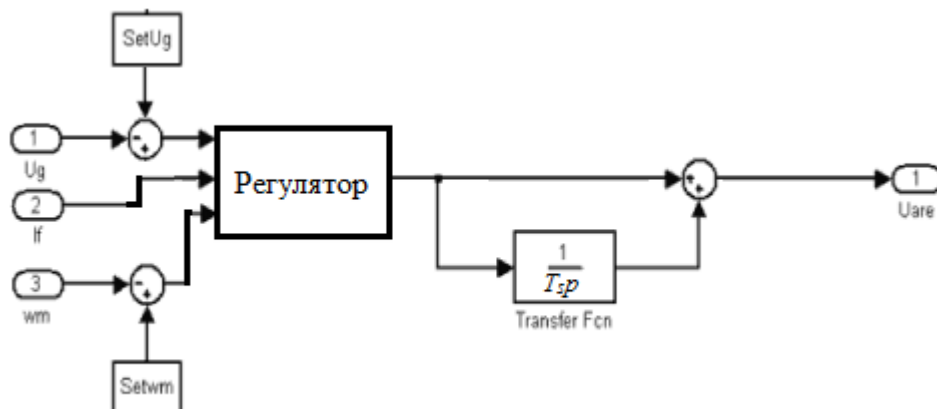 SetUg
1
Ug
2
If
3
wm
Setwm
-
+
-
+
Регулятор
1
Tsp
Transfer Fcn
+
+
1
Uare